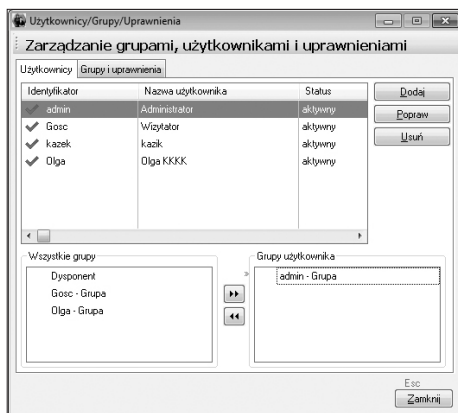 Użytkownicy/Grupy/Uprawnienia
Zarządzanie grupami, użytkownikami i uprawnieniami
Użytkownicy Grupy i uprawnienia
Identyfikator Nazwa użytkownika Status
admin Administrator aktywny
Gosc Wizytator aktywny
kazek kazik aktywny
Olga Olga KKKK aktywny
Dodaj
Popraw
Usuń
Wszystkie grupy
Dysponent
Gosc - Grupa
Olga - Grupa
Grupy użytkownika
admin - Grupa
Esc
Zamknij